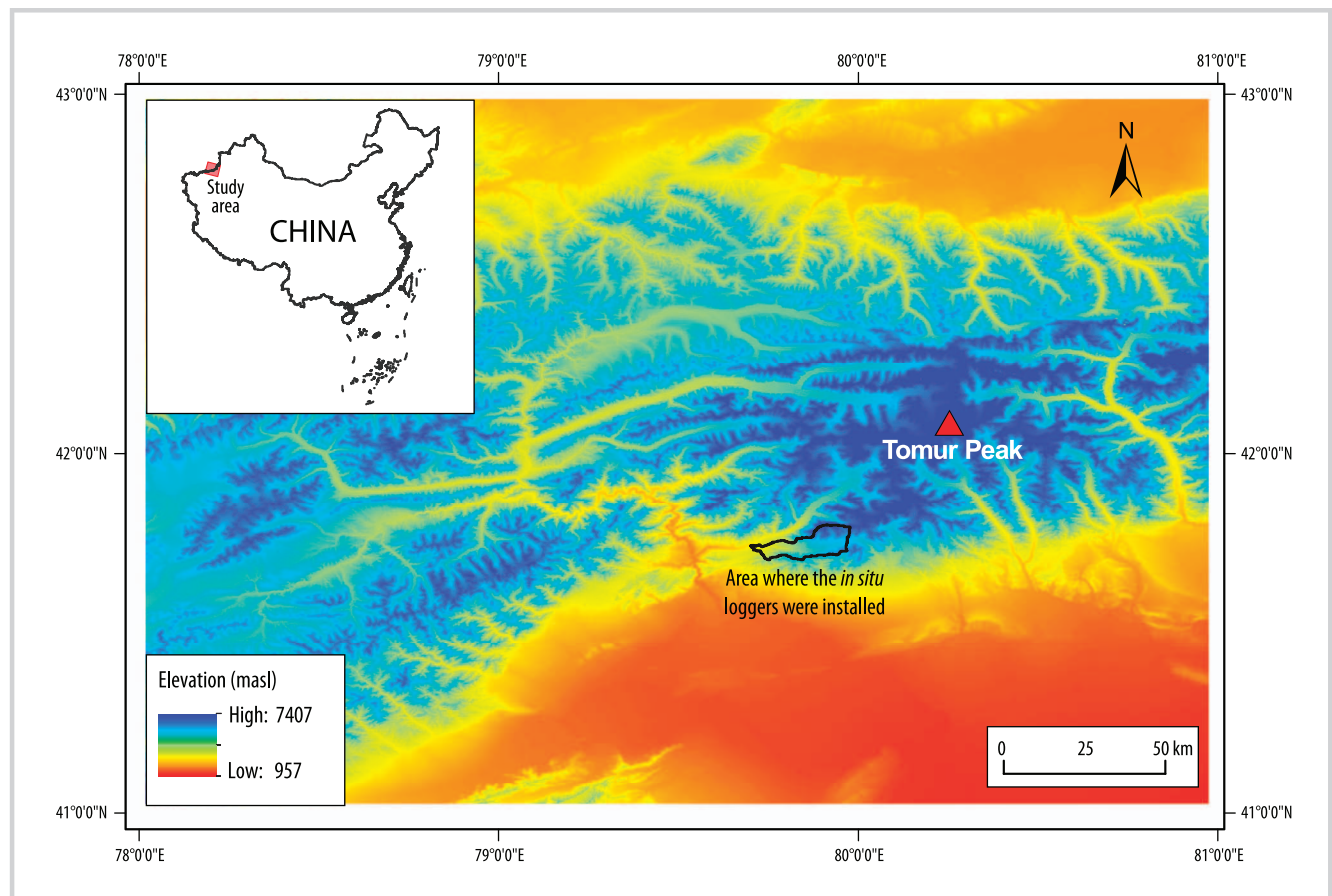 78°0'0"E 79°0'0"E 80°0'0"E 81°0'0"E
43°0'0"N 43°0'0"N
N
Study
area
CHINA
42°0'0"N 42°0'0"N
Tomur Peak
Area where the in situ
loggers were installed
Elevation (masl)
High: 7407
Low: 957
0 25 50 km
41°0'0"N 41°0'0"N
78°0'0"E 79°0'0"E 80°0'0"E 81°0'0"E